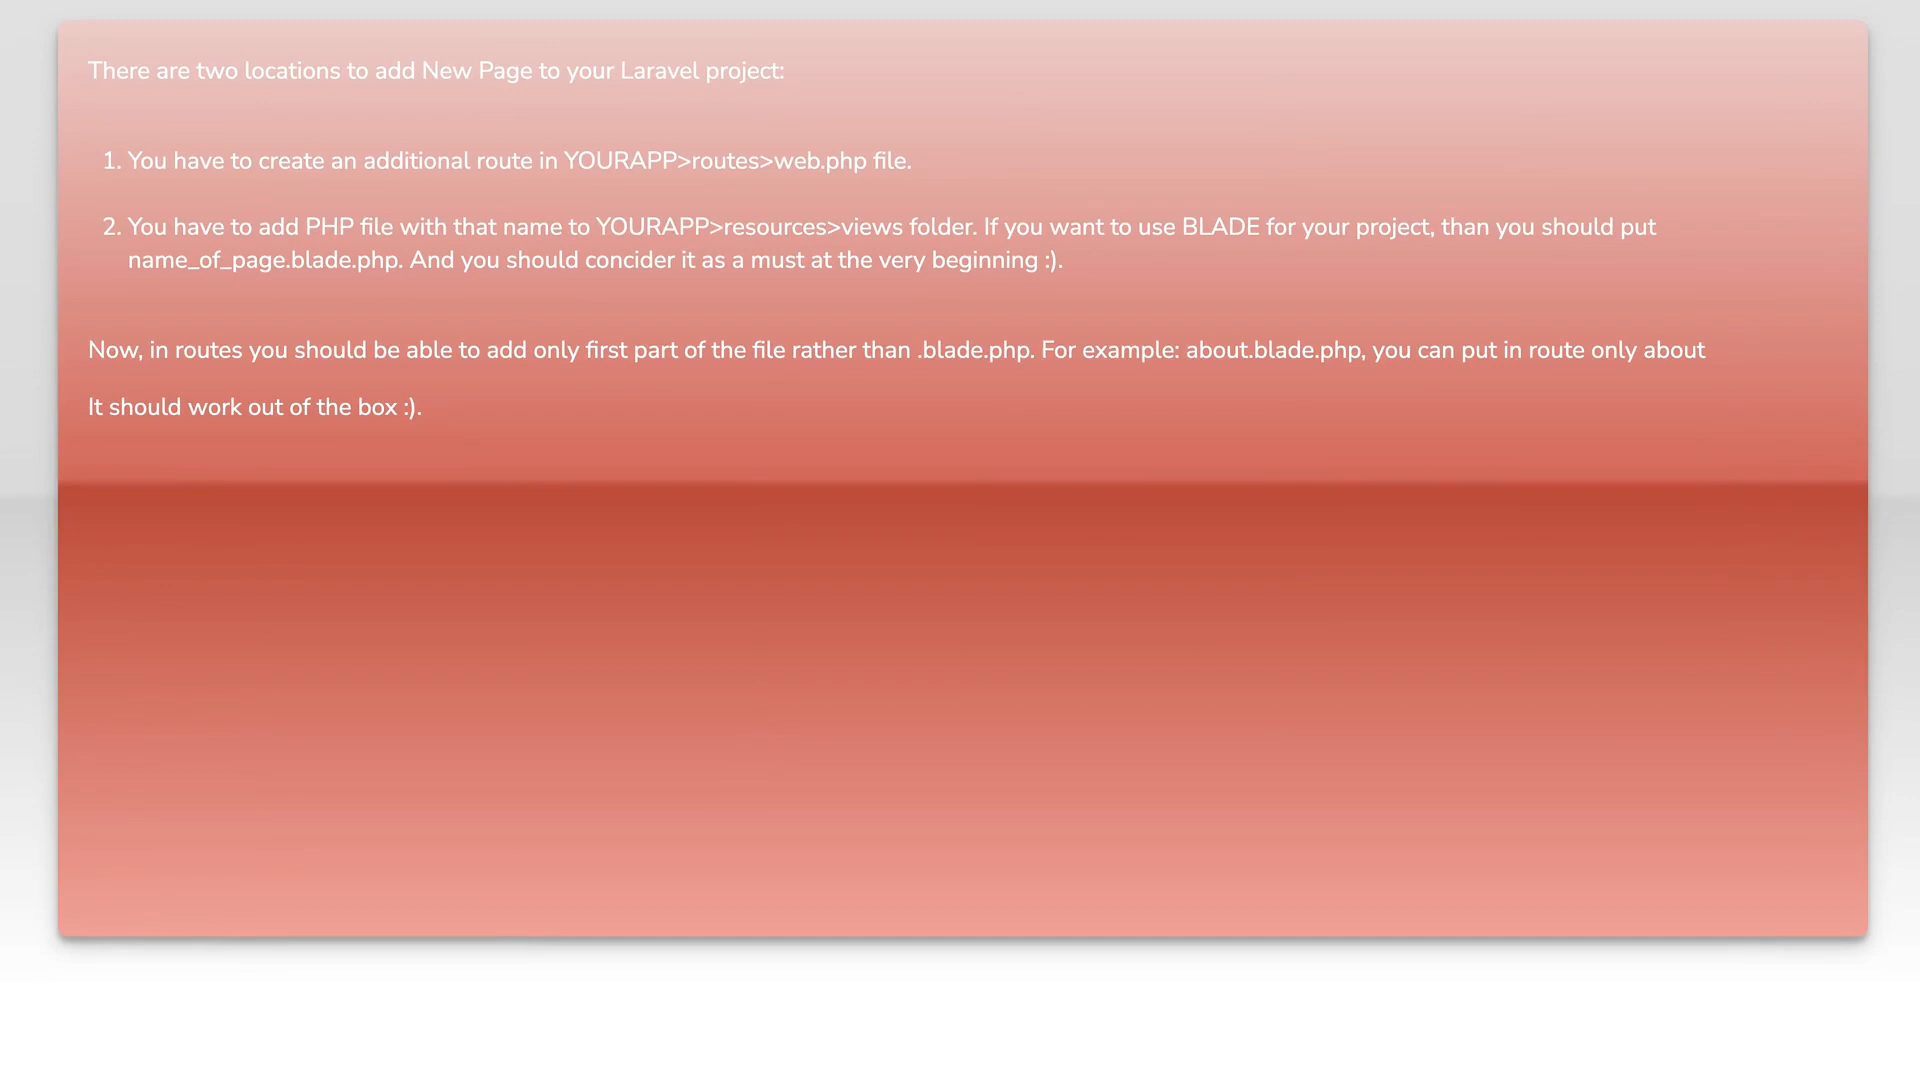 There are two locations to add New Page to your Laravel project:
1. You have to create an additional route in YOURAPP>routes>web.php file.
2. You have to add PHP file with that name to YOURAPP>resources>views folder. If you want to use BLADE for your project, than you should put
name_of_page.blade.php. And you should concider it as a must at the very beginning :).
Now, in routes you should be able to add only first part of the file rather than .blade.php. For example: about.blade.php, you can put in route only about
It should work out of the box :).